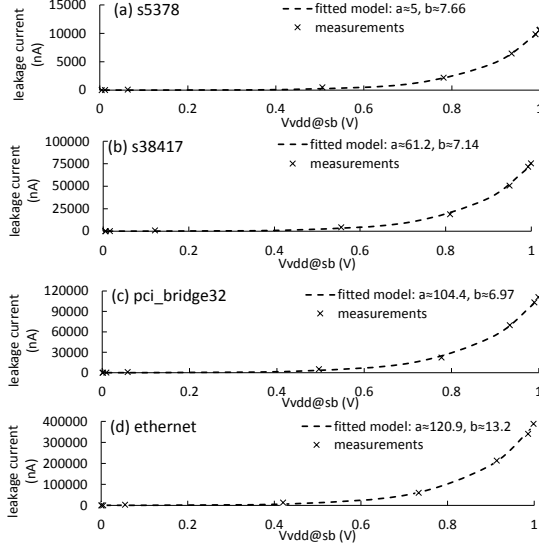 (a) s5378
fitted model: a≈5, b≈7.66
measurements
leakage current
(nA)
15000
10000
5000
0
0 0.2 0.4 0.6 0.8 1
Vvdd@sb (V)
(b) s38417
fitted model: a≈61.2, b≈7.14
measurements
leakage current
(nA)
100000
75000
50000
25000
0
0 0.2 0.4 0.6 0.8 1
Vvdd@sb (V)
(c) pci_bridge32
fitted model: a≈104.4, b≈6.97
measurements
leakage current
(nA)
120000
90000
60000
30000
0
0 0.2 0.4 0.6 0.8 1
Vvdd@sb (V)
(d) ethernet
fitted model: a≈120.9, b≈13.2
measurements
leakage current
(nA)
400000
300000
200000
100000
0
0 0.2 0.4 0.6 0.8 1
Vvdd@sb (V)